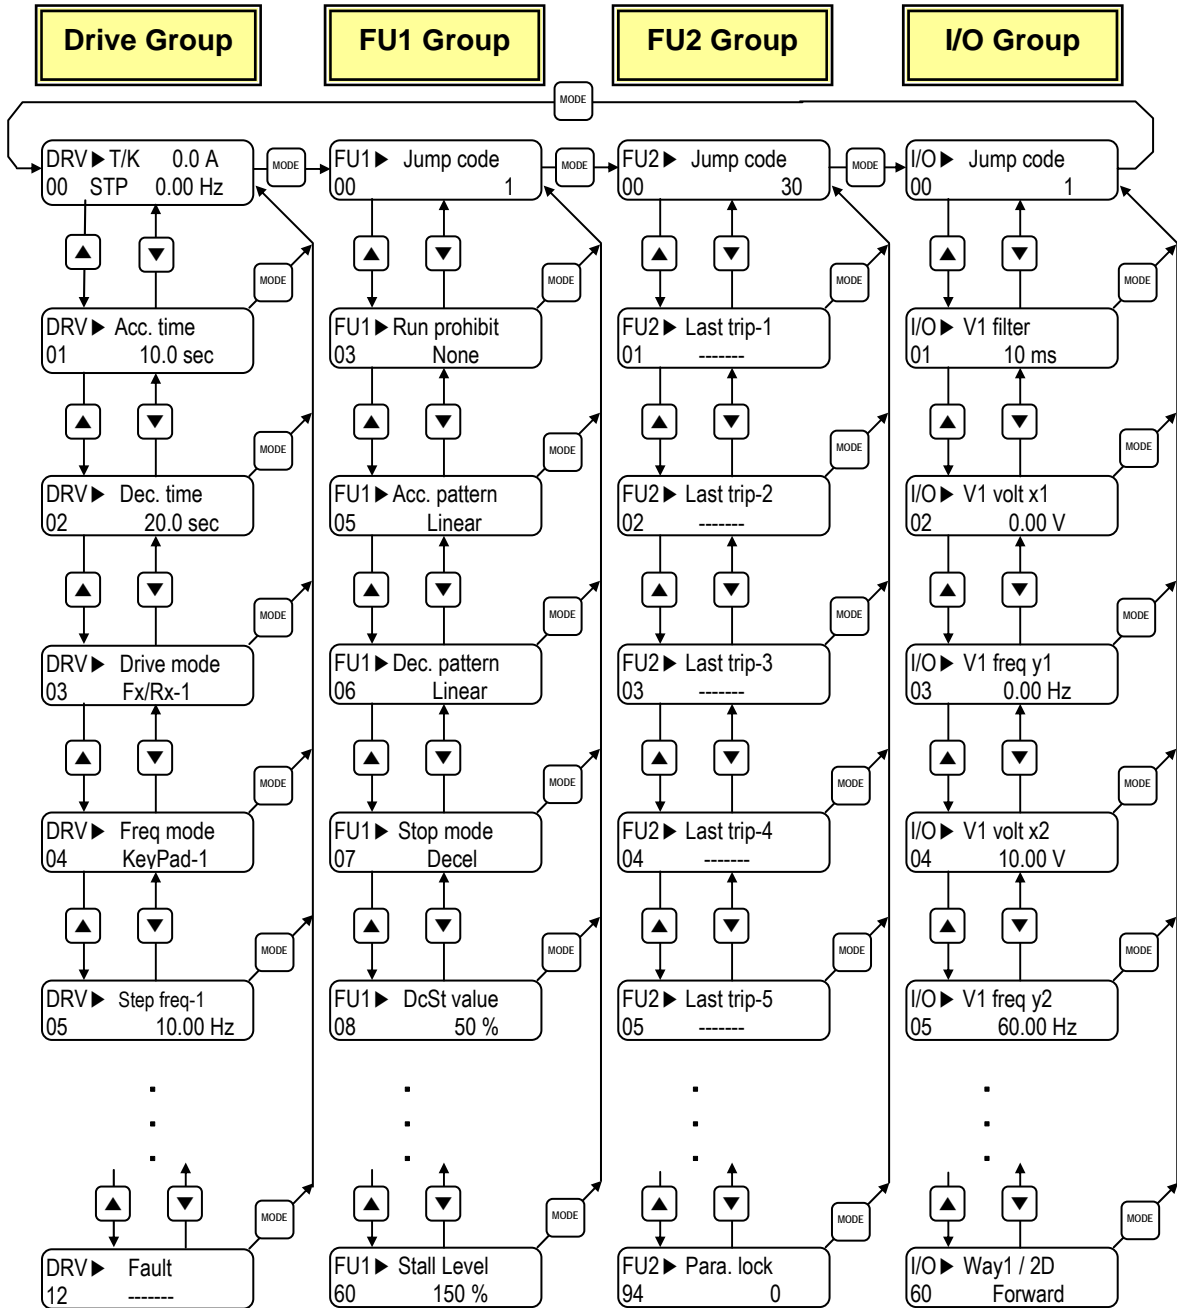 Drive Group FU1 Group FU2 Group I/O Group
MODE
DRV▶ T/K 0.0 A MODE FU1▶ Jump code MODE FU2▶ Jump code MODE I/O▶ Jump code
00 STP 0.00 Hz 00 1 00 30 00 1
▲ ▼ ▲ ▼ ▲ ▼ ▲ ▼
MODE MODE MODE MODE
DRV▶ Acc. time FU1▶ Run prohibit FU2▶ Last trip-1 I/O▶ V1 filter
01 10.0 sec 03 None 01 ------- 01 10 ms
▲ ▼ ▲ ▼ ▲ ▼ ▲ ▼
MODE MODE MODE MODE
DRV▶ Dec. time FU1▶ Acc. pattern FU2▶ Last trip-2 I/O▶ V1 volt x1
02 20.0 sec 05 Linear 02 ------- 02 0.00 V
▲ ▼ ▲ ▼ ▲ ▼ ▲ ▼
MODE MODE MODE MODE
DRV▶ Drive mode FU1▶ Dec. pattern FU2▶ Last trip-3 I/O▶ V1 freq y1
03 Fx/Rx-1 06 Linear 03 ------- 03 0.00 Hz
▲ ▼ ▲ ▼ ▲ ▼ ▲ ▼
MODE MODE MODE MODE
DRV▶ Freq mode FU1▶ Stop mode FU2▶ Last trip-4 I/O▶ V1 volt x2
04 KeyPad-1 07 Decel 04 ------- 04 10.00 V
▲ ▼ ▲ ▼ ▲ ▼ ▲ ▼
MODE MODE MODE MODE
DRV▶ Step freq-1 FU1▶ DcSt value FU2▶ Last trip-5 I/O▶ V1 freq y2
05 10.00 Hz 08 50 % 05 ------- 05 60.00 Hz
▲ ▼ ▲ ▼ ▲ ▼ ▲ ▼
MODE MODE MODE MODE
DRV▶ Fault FU1▶ Stall Level FU2▶ Para. lock I/O▶ Way1 / 2D
12 ------- 60 150 % 94 0 60 Forward